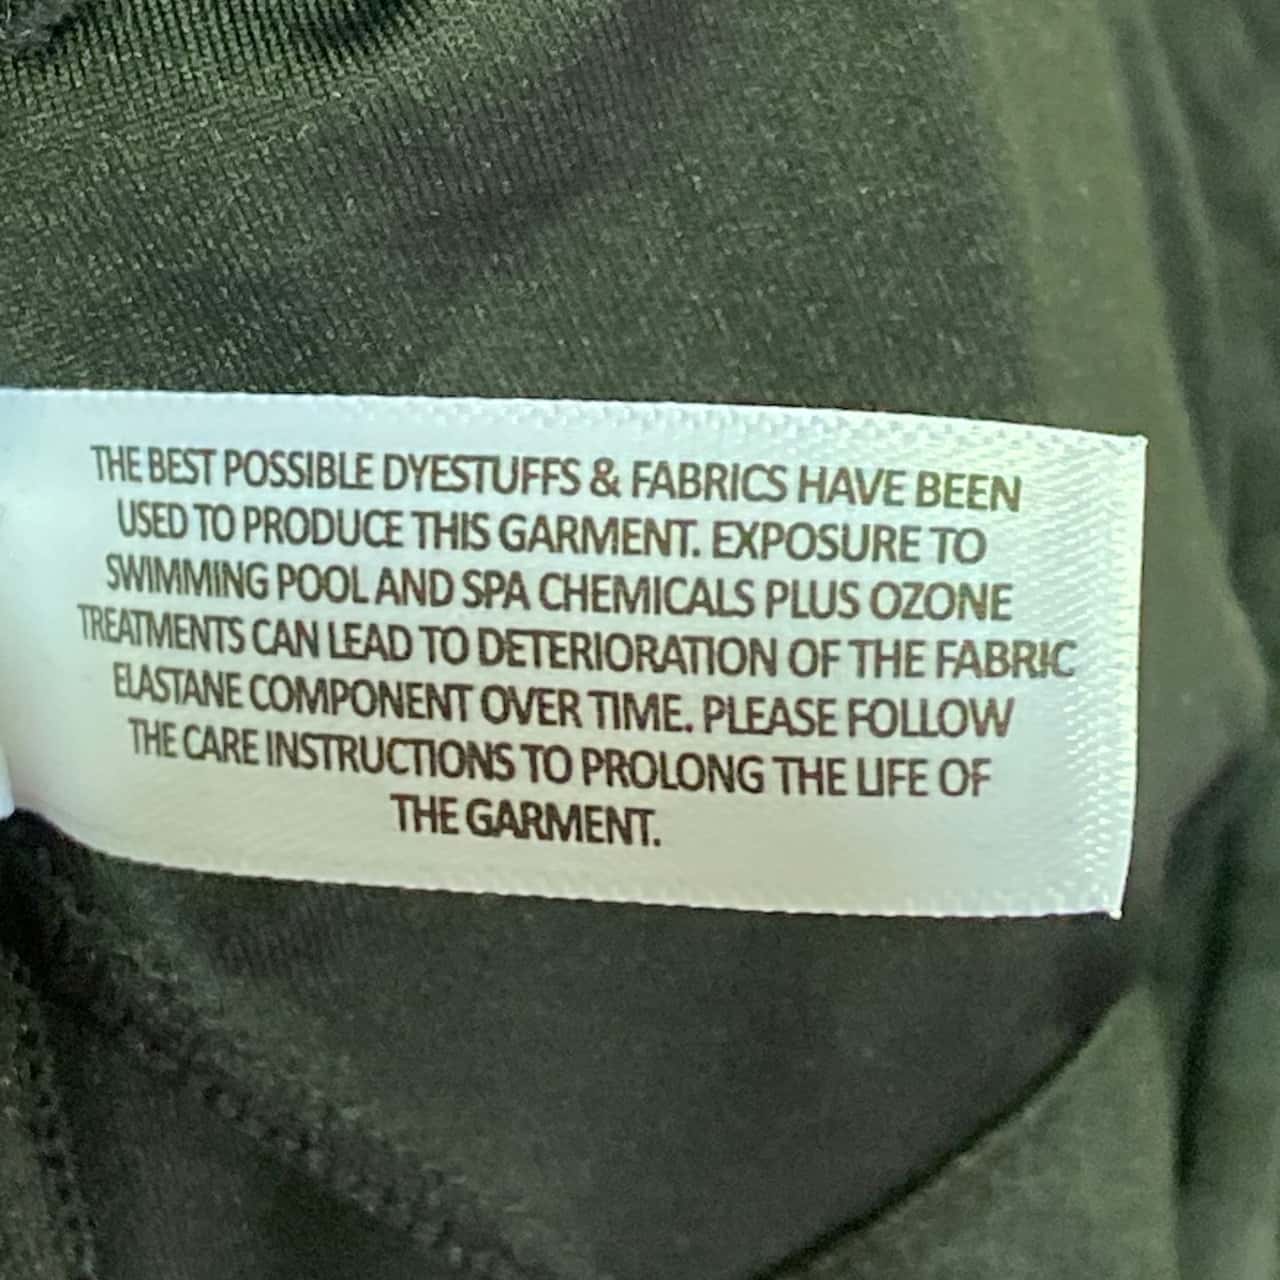 THE BEST POSSIBLE DYESTUFFS & FABRICS HAVE BEEN
USED TO PRODUCE THIS GARMENT. EXPOSURE TO
SWIMMING POOL AND SPA CHEMICALS PLUS OZONE
TREATMENTS CAN LEAD TO DETERIORATION OF THE FABRIC
ELASTANE COMPONENT OVER TIME. PLEASE FOLLOW
THE CARE INSTRUCTIONS TO PROLONG THE LIFE OF
THE GARMENT.